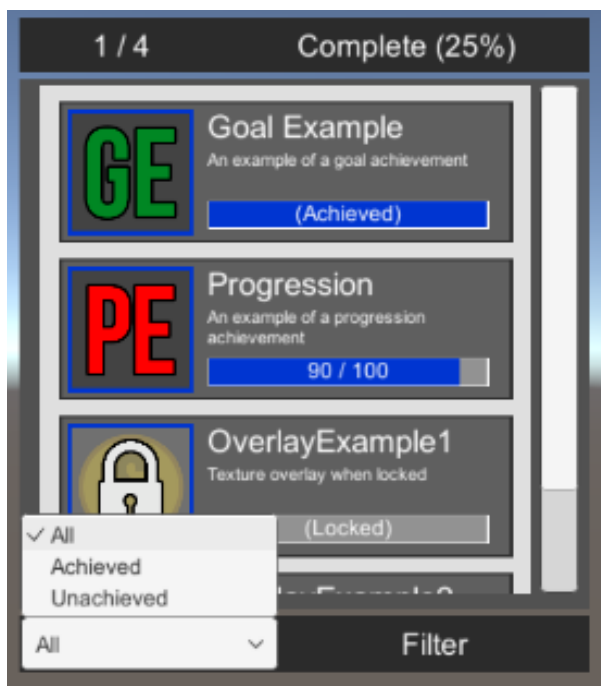 1 / 4 Complete (25%)
GE
Goal Example
An example of a goal achievement
(Achieved)
PE
Progression
An example of a progression
achievement
90 / 100
OverlayExample1
Texture overlay when locked
(Locked)
All
Achieved
Unachieved
All
Filter